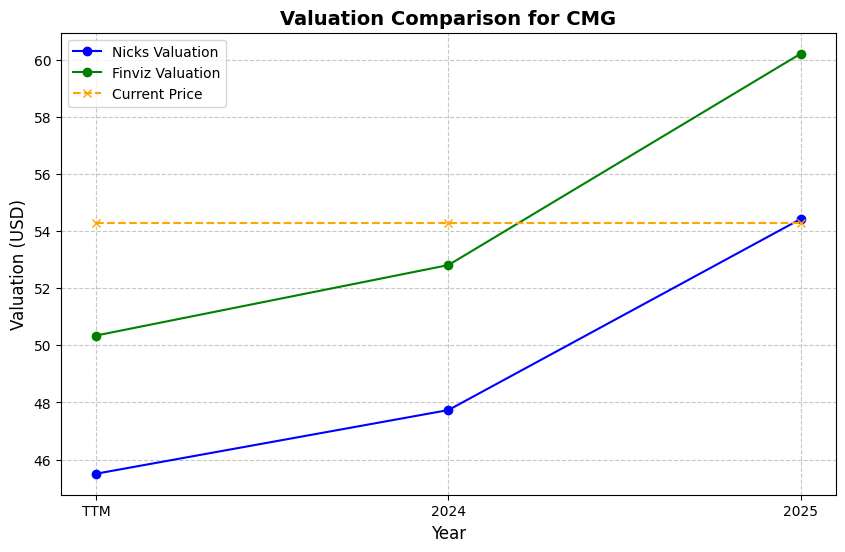 Valuation Comparison for CMG
Nicks Valuation
Finviz Valuation
Current Price
Valuation (USD)
60
58
56
54
52
50
48
46
TTM
2024
2025
Year